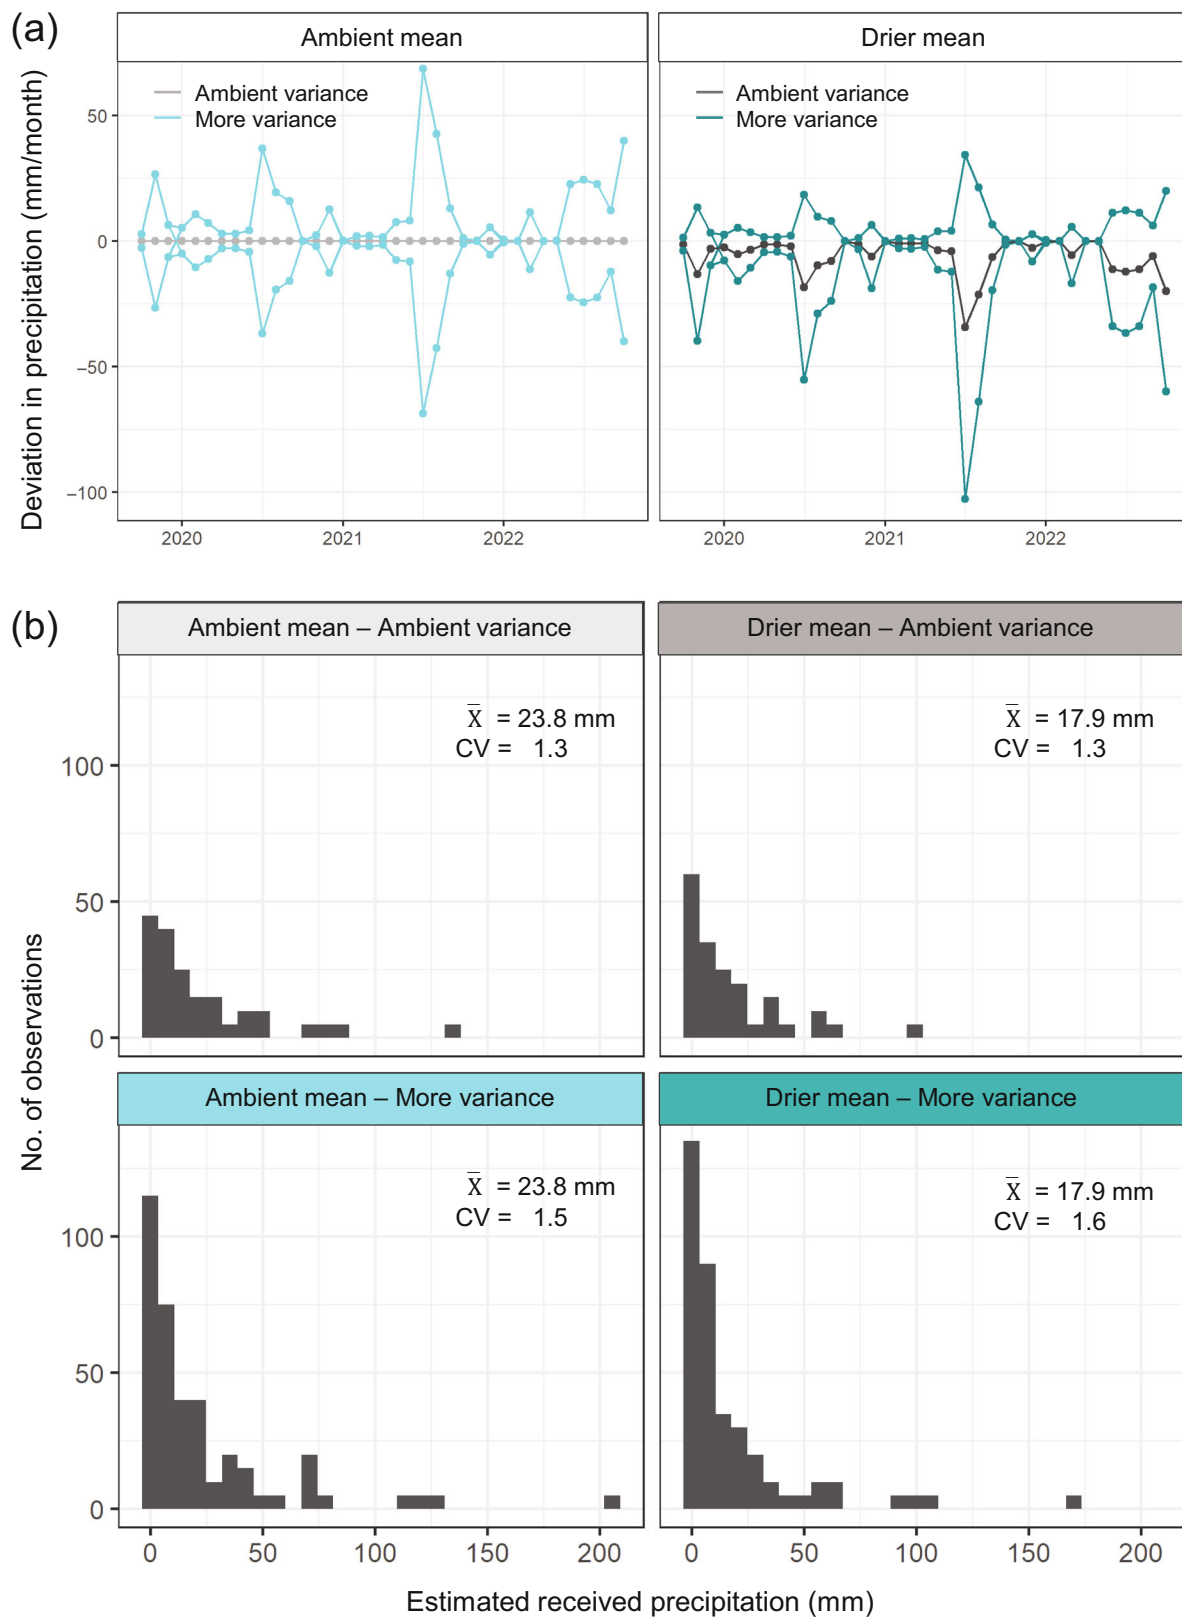 (a)
Ambient mean
Drier mean
Deviation in precipitation (mm/month)
Ambient variance
More variance
Ambient variance
More variance
50
0
−50
−100
2020
2021
2022
2020
2021
2022
(b)
Ambient mean – Ambient variance
Drier mean – Ambient variance
X̅ = 23.8 mm
CV = 1.3
X̅ = 17.9 mm
CV = 1.3
100
50
0
No. of observations
Ambient mean – More variance
Drier mean – More variance
X̅ = 23.8 mm
CV = 1.5
X̅ = 17.9 mm
CV = 1.6
100
50
0
0
50
100
150
200
0
50
100
150
200
Estimated received precipitation (mm)